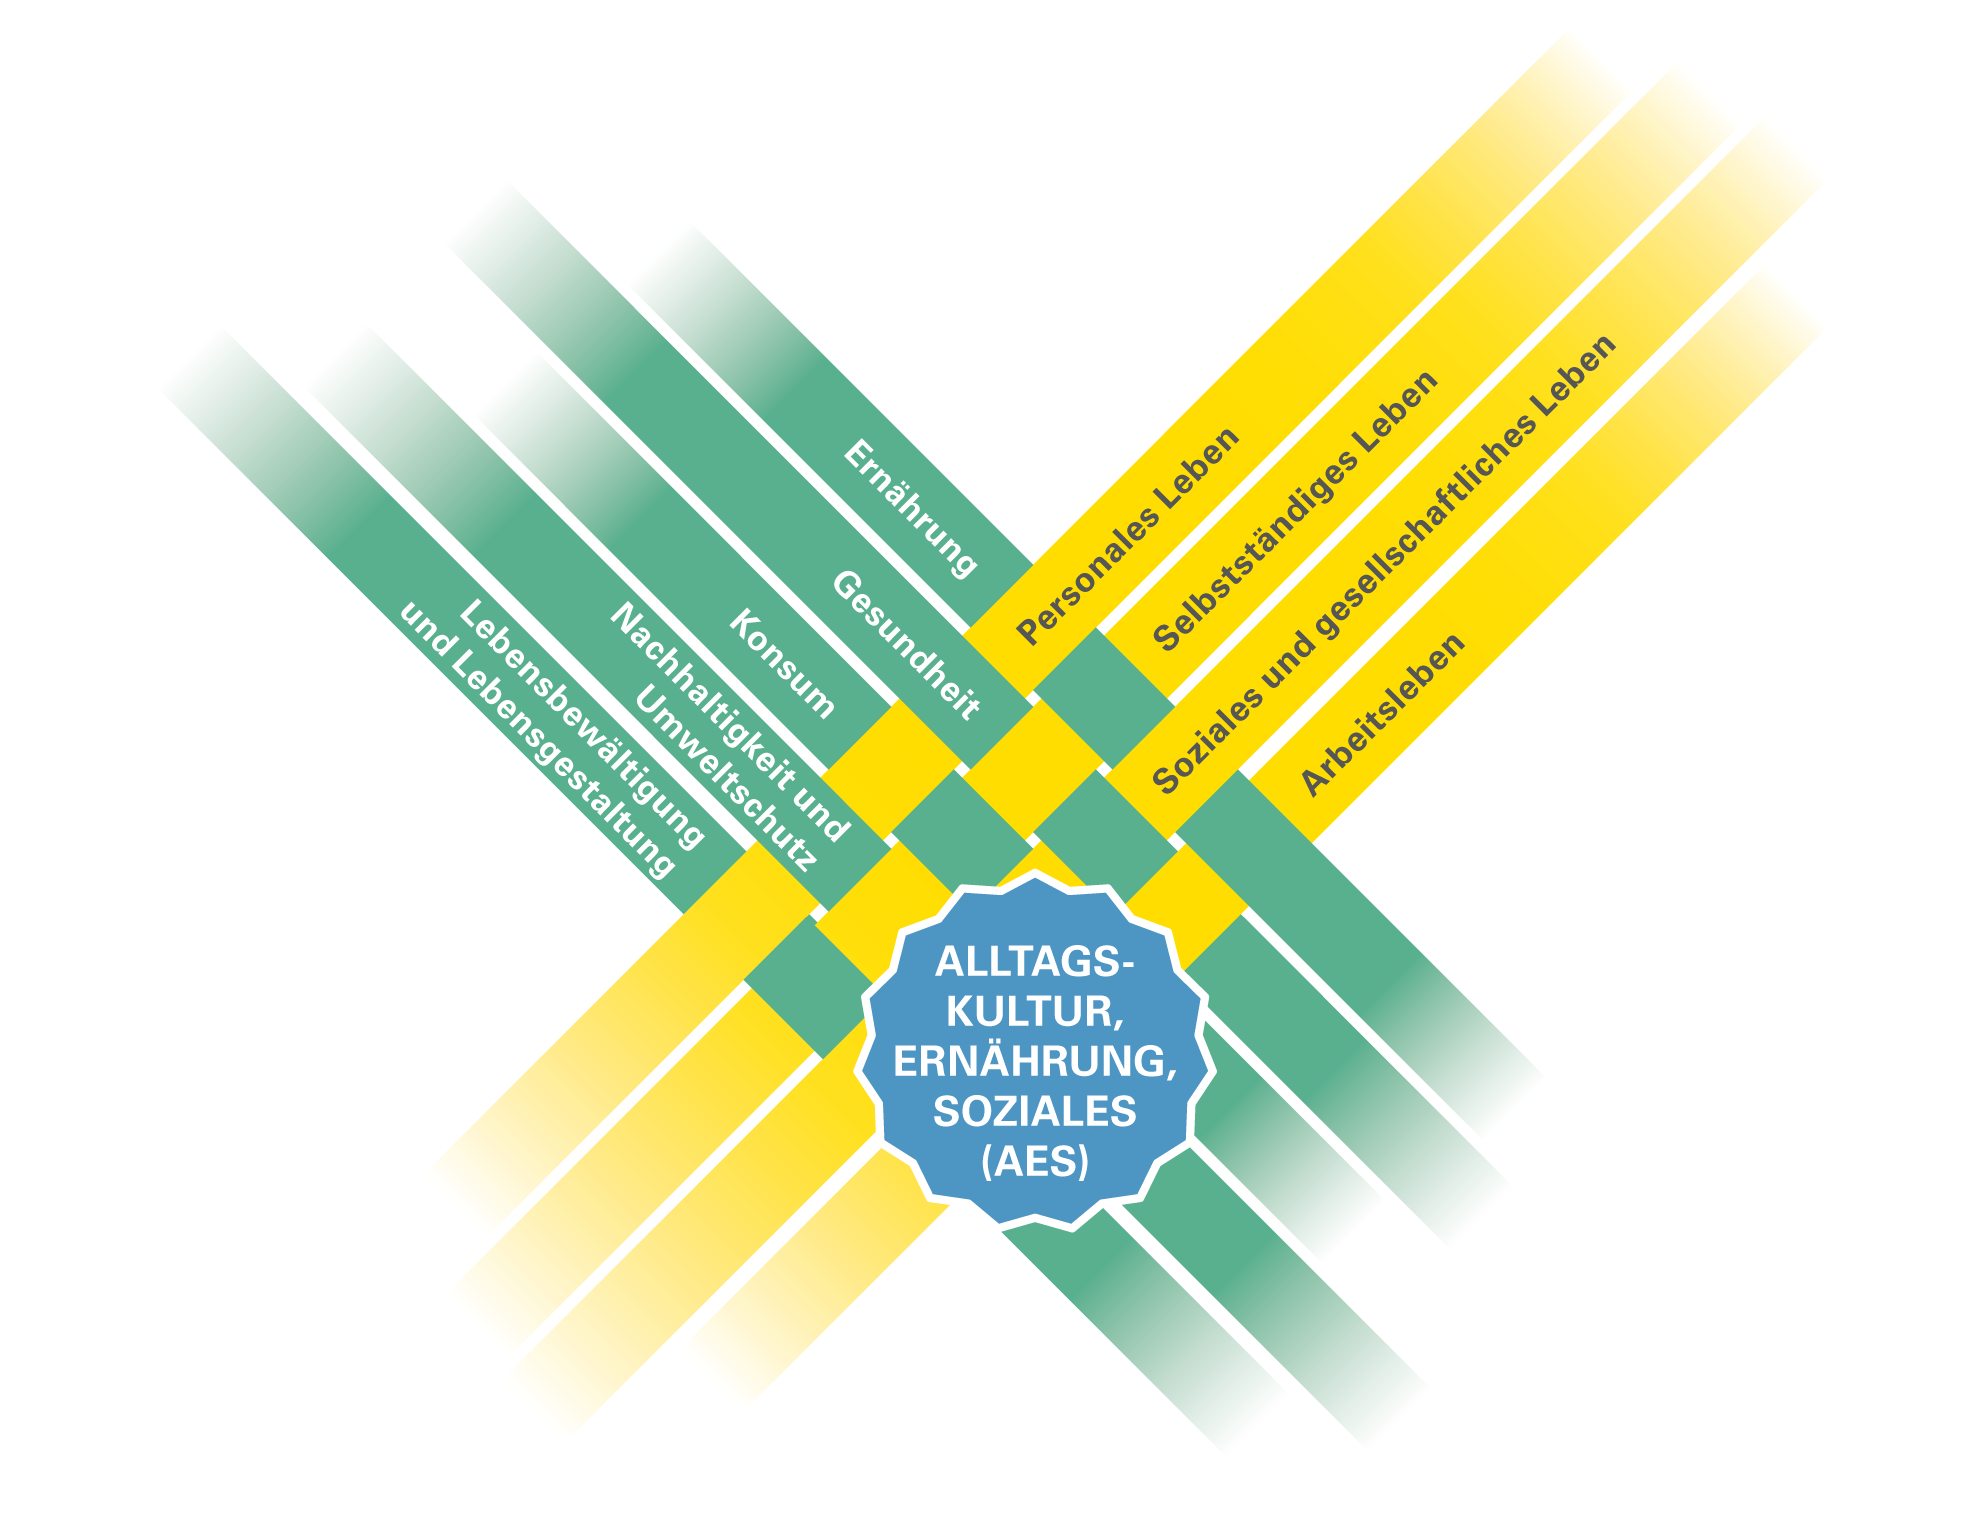 Ernährung
Gesundheit
Konsum
Nachhaltigkeit und
Umweltschutz
Lebensbewältigung
und Lebensgestaltung
Personales Leben
Selbstständiges Leben
Soziales und gesellschaftliches Leben
Arbeitsleben
ALLTAGS-
KULTUR,
ERNÄHRUNG,
SOZIALES
(AES)